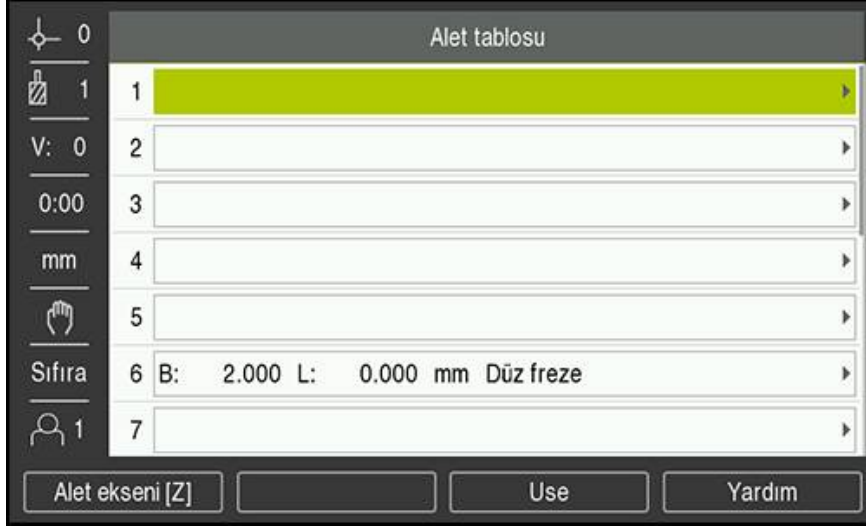 0
Alet tablosu
1
1
V: 0
2
0:00
3
mm
4
5
Sıfıra
6 B: 2.000 L: 0.000 mm Düz freze
1
7
Alet ekseni [Z]
Use
Yardım